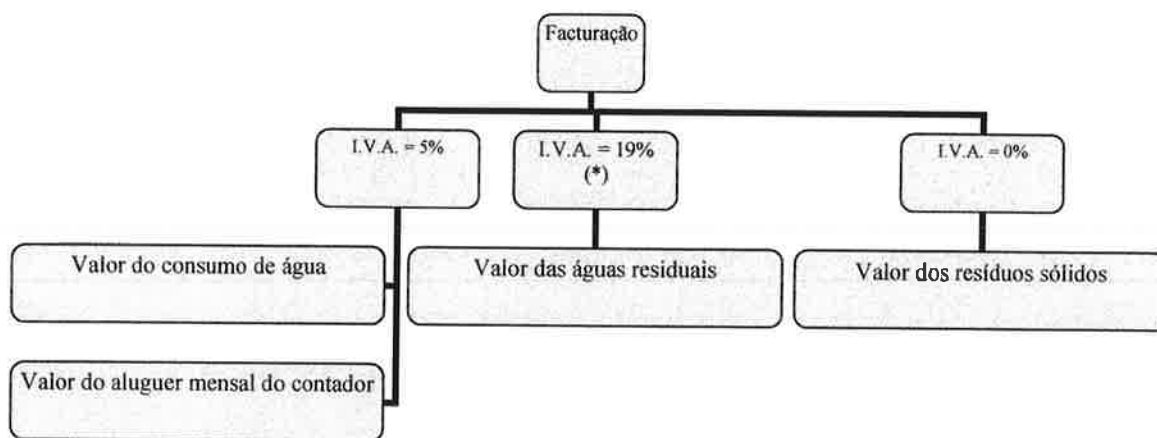 Facturação
I.V.A. = 5%
I.V.A. = 19%
(*)
I.V.A. = 0%
Valor do consumo de água
Valor das águas residuais
Valor dos resíduos sólidos
Valor do aluguer mensal do contador